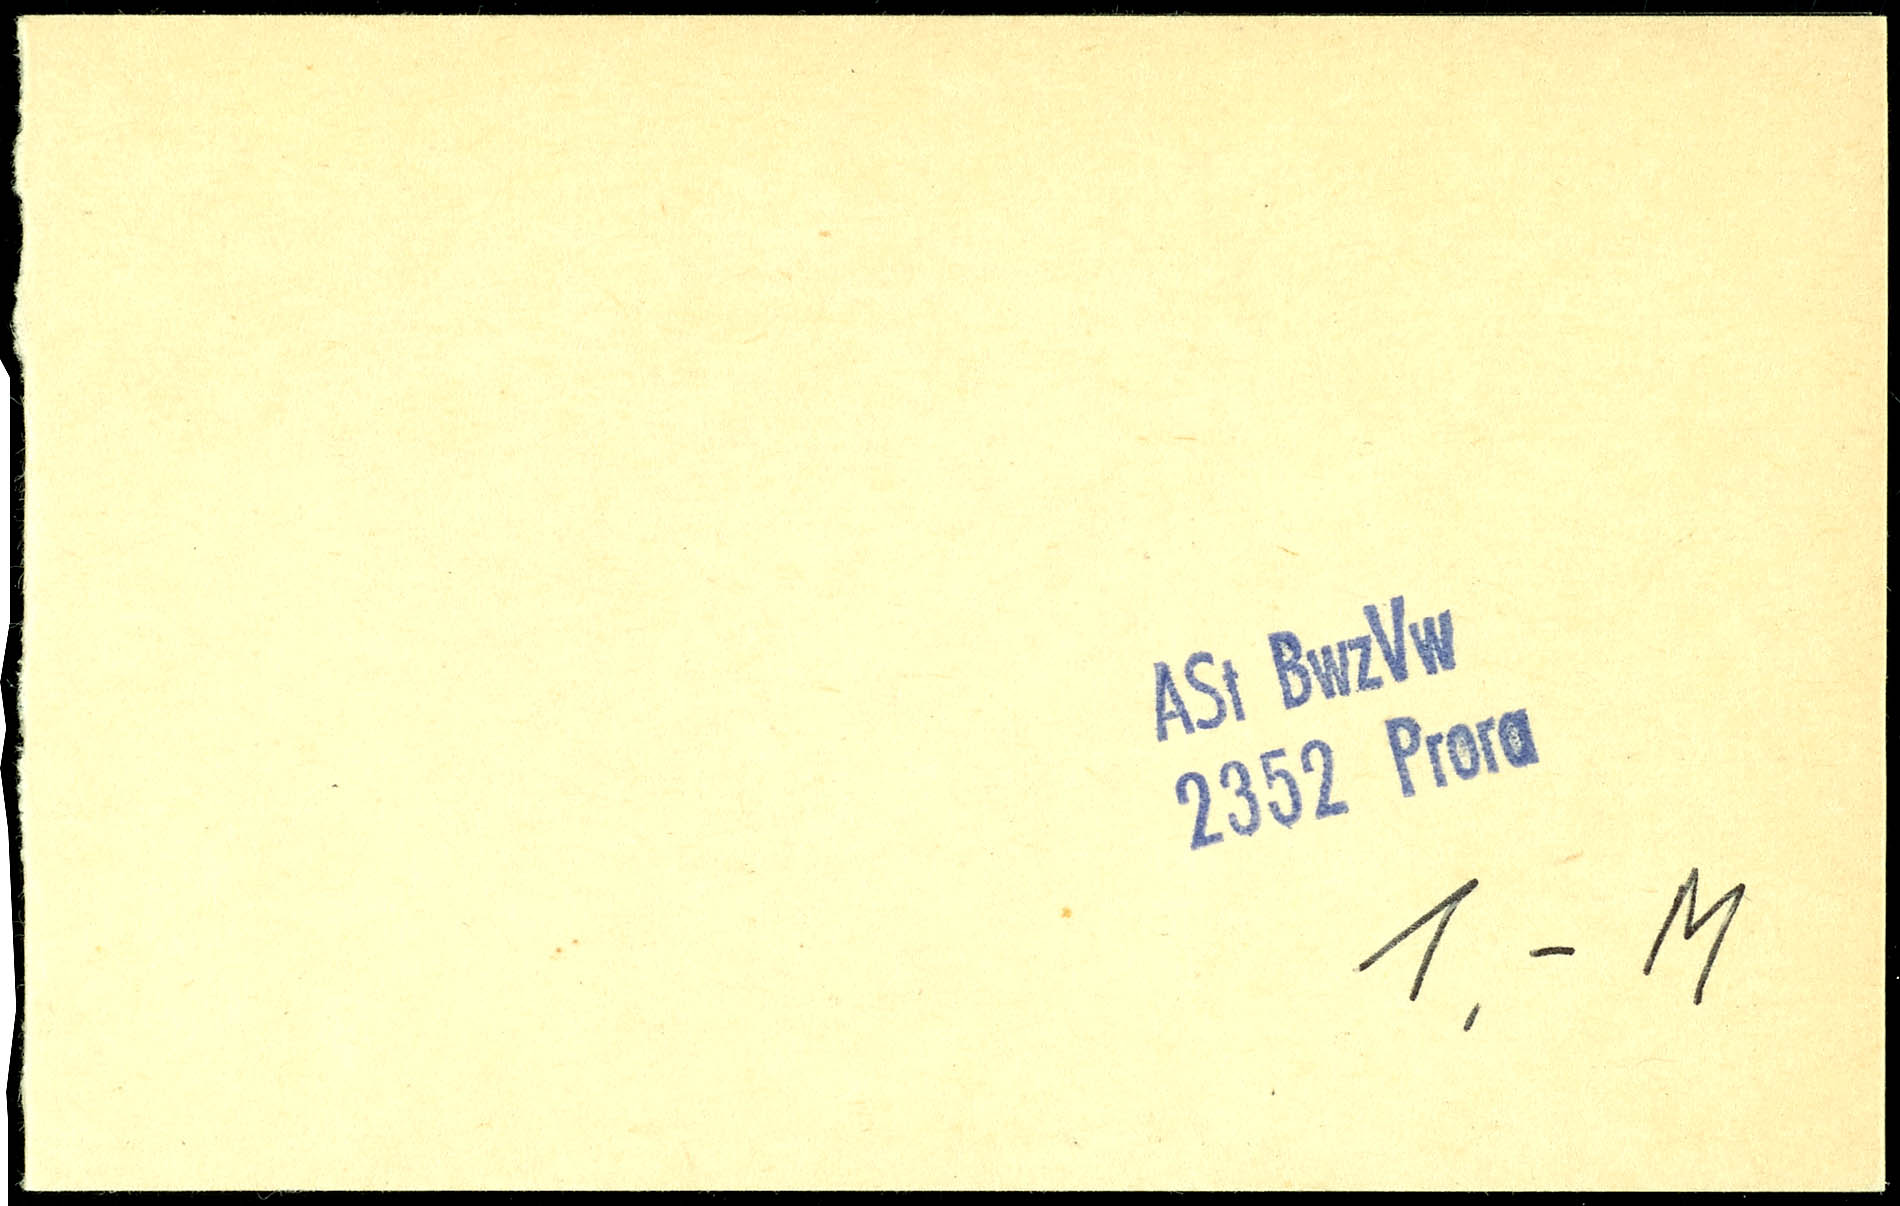 ASt BwzVw
2352 Prora
1,- M